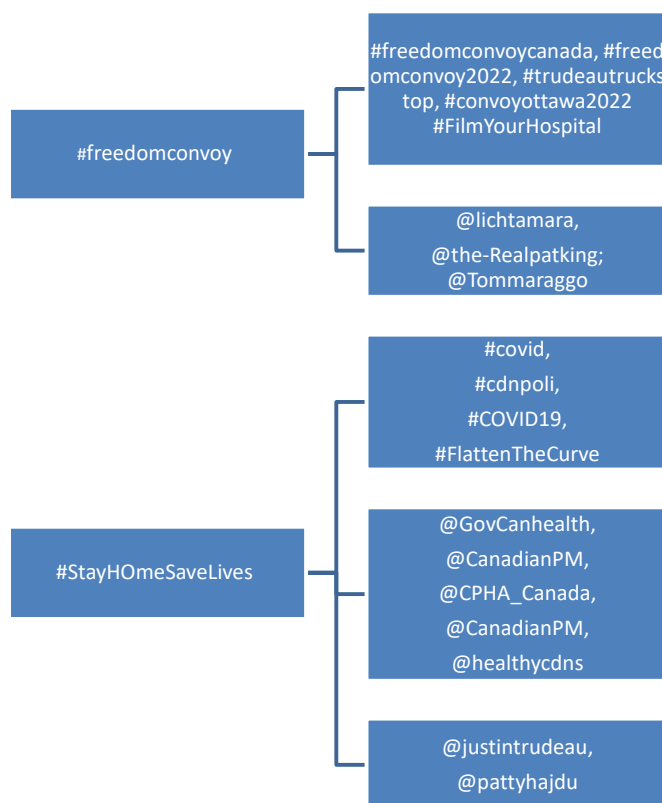 #freedomconvoy
#freedomconvoycanada, #freed
omconvoy2022, #trudeautrucks
top, #convoyottawa2022
#FilmYourHospital
@lichtamara,
@the-Realpatking;
@Tommaraggo
#StayHOmeSaveLives
#covid,
#cdnpoli,
#COVID19,
#FlattenTheCurve
@GovCanhealth,
@CanadianPM,
@CPHA_Canada,
@CanadianPM,
@healthycdns
@justintrudeau,
@pattyhajdu